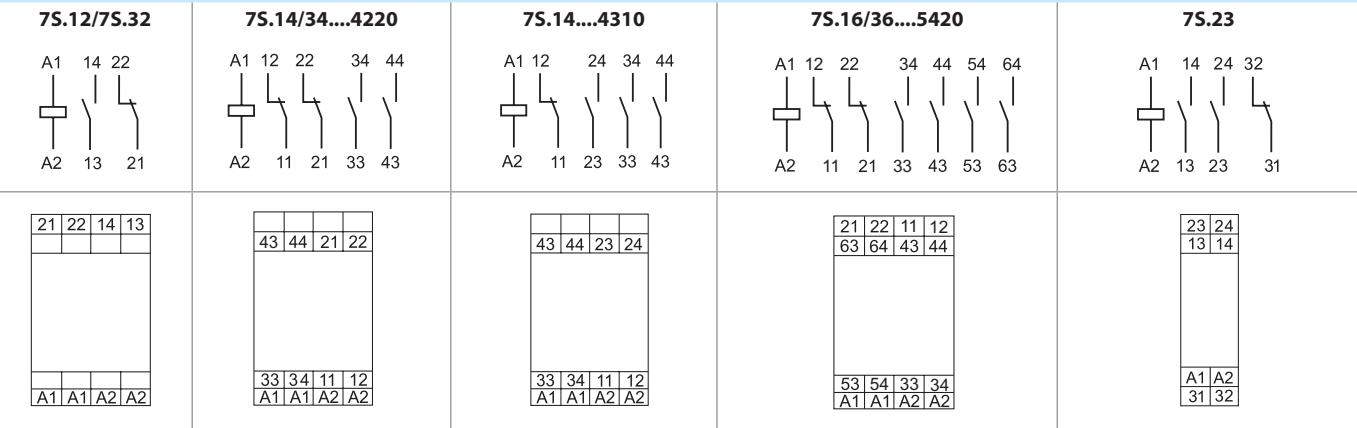 7S.12/7S.32
7S.14/34....4220
7S.14....4310
7S.16/36....5420
7S.23
A1 14 22
A1 12 22 34 44
A1 12 24 34 44
A1 12 22 34 44 54 64
A1 14 24 32
A2 13 21
A2 11 21 33 43
A2 11 23 33 43
A2 11 21 33 43 53 63
A2 13 23 31
21 22 14 13
A1 A1 A2 A2
43 44 21 22
33 34 11 12
A1 A1 A2 A2
43 44 23 24
33 34 11 12
A1 A1 A2 A2
21 22 11 12
63 64 43 44
53 54 33 34
A1 A1 A2 A2
23 24
13 14
A1 A2
31 32